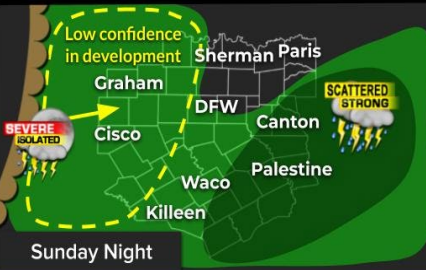 Low confidence
in development
Sherman Paris
Graham
SCATTERED
STRONG
DFW
Canton
SEVERE
ISOLATED
Cisco
Palestine
Waco
Killeen
Sunday Night